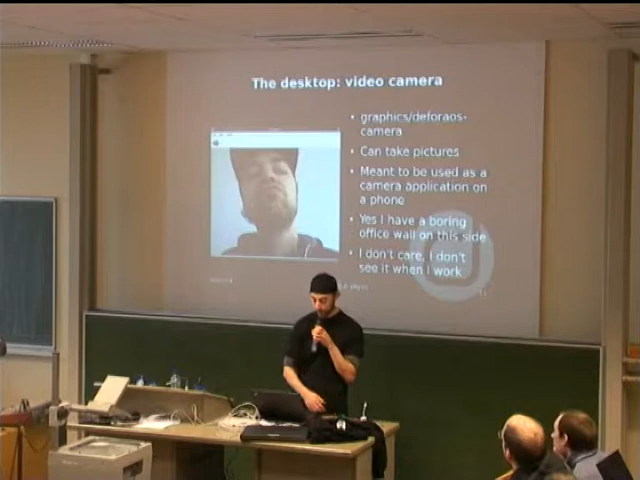 The desktop: video camera
• graphics/deforaos-
camera
• Can take pictures
• Meant to be used as a
camera application on
a phone
• Yes I have a boring
office wall on this side
• I don't care, I don't
see it when I work